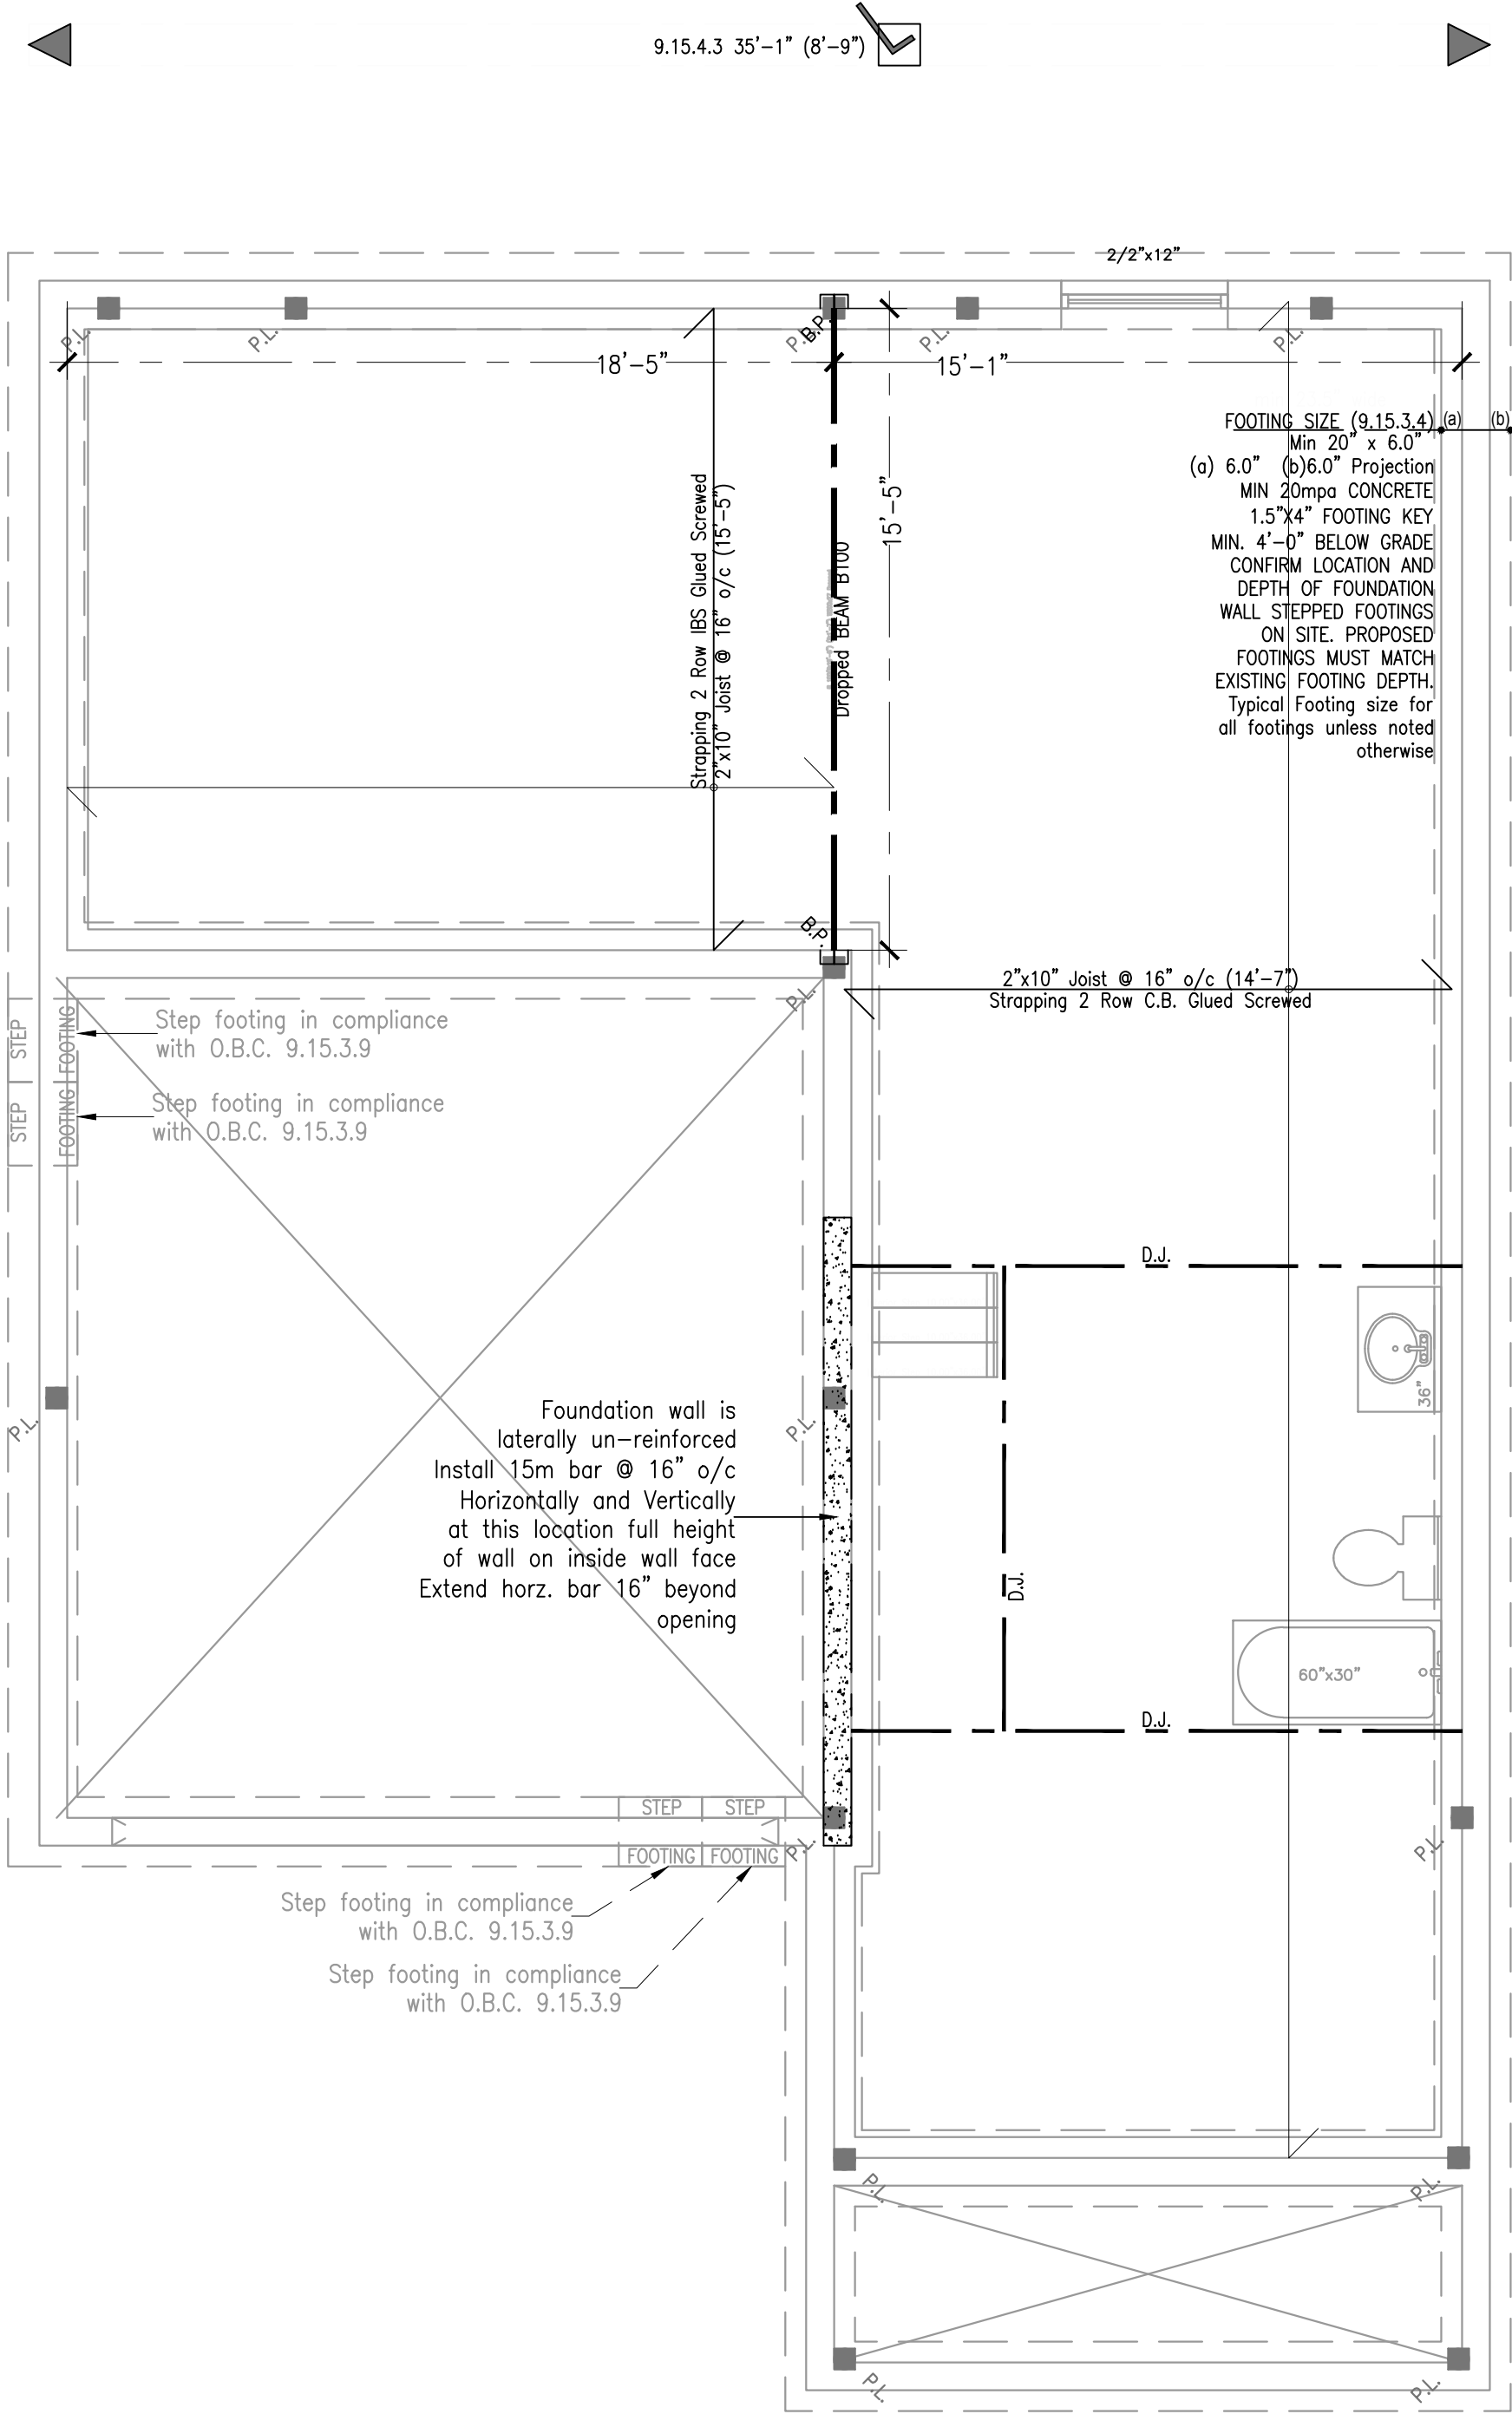 9.15.4.3 35'-1" (8'-9")
2/2"x12"
P.L.
P.L.
P.L.
B.P.
P.L.
P.L.
18'-5"
15'-1"
FOOTING SIZE (9.15.3.4)
(a)
(b)
Min 20" x 6.0"
(a) 6.0" (b)6.0" Projection
MIN 20mpa CONCRETE
1.5"X4" FOOTING KEY
MIN. 4'-0" BELOW GRADE
CONFIRM LOCATION AND
DEPTH OF FOUNDATION
WALL STEPPED FOOTINGS
ON SITE. PROPOSED
FOOTINGS MUST MATCH
EXISTING FOOTING DEPTH.
Typical Footing size for
all footings unless noted
otherwise
Strapping 2 Row IBS Glued Screwed
2"x10" Joist @ 16" o/c (15'-5")
Dropped BEAM B100
15'-5"
B.P.
P.L.
2"x10" Joist @ 16" o/c (14'-7")
Strapping 2 Row C.B. Glued Screwed
STEP
FOOTING
Step footing in compliance
with O.B.C. 9.15.3.9
STEP
FOOTING
Step footing in compliance
with O.B.C. 9.15.3.9
D.J.
36"
P.L.
P.L.
Foundation wall is
laterally un-reinforced
Install 15m bar @ 16" o/c
Horizontally and Vertically
at this location full height
of wall on inside wall face
Extend horz. bar 16" beyond
opening
D.J.
60"x30"
D.J.
STEP
STEP
FOOTING
FOOTING
P.L.
P.L.
Step footing in compliance
with O.B.C. 9.15.3.9
Step footing in compliance
with O.B.C. 9.15.3.9
P.L.
P.L.
P.L.
P.L.